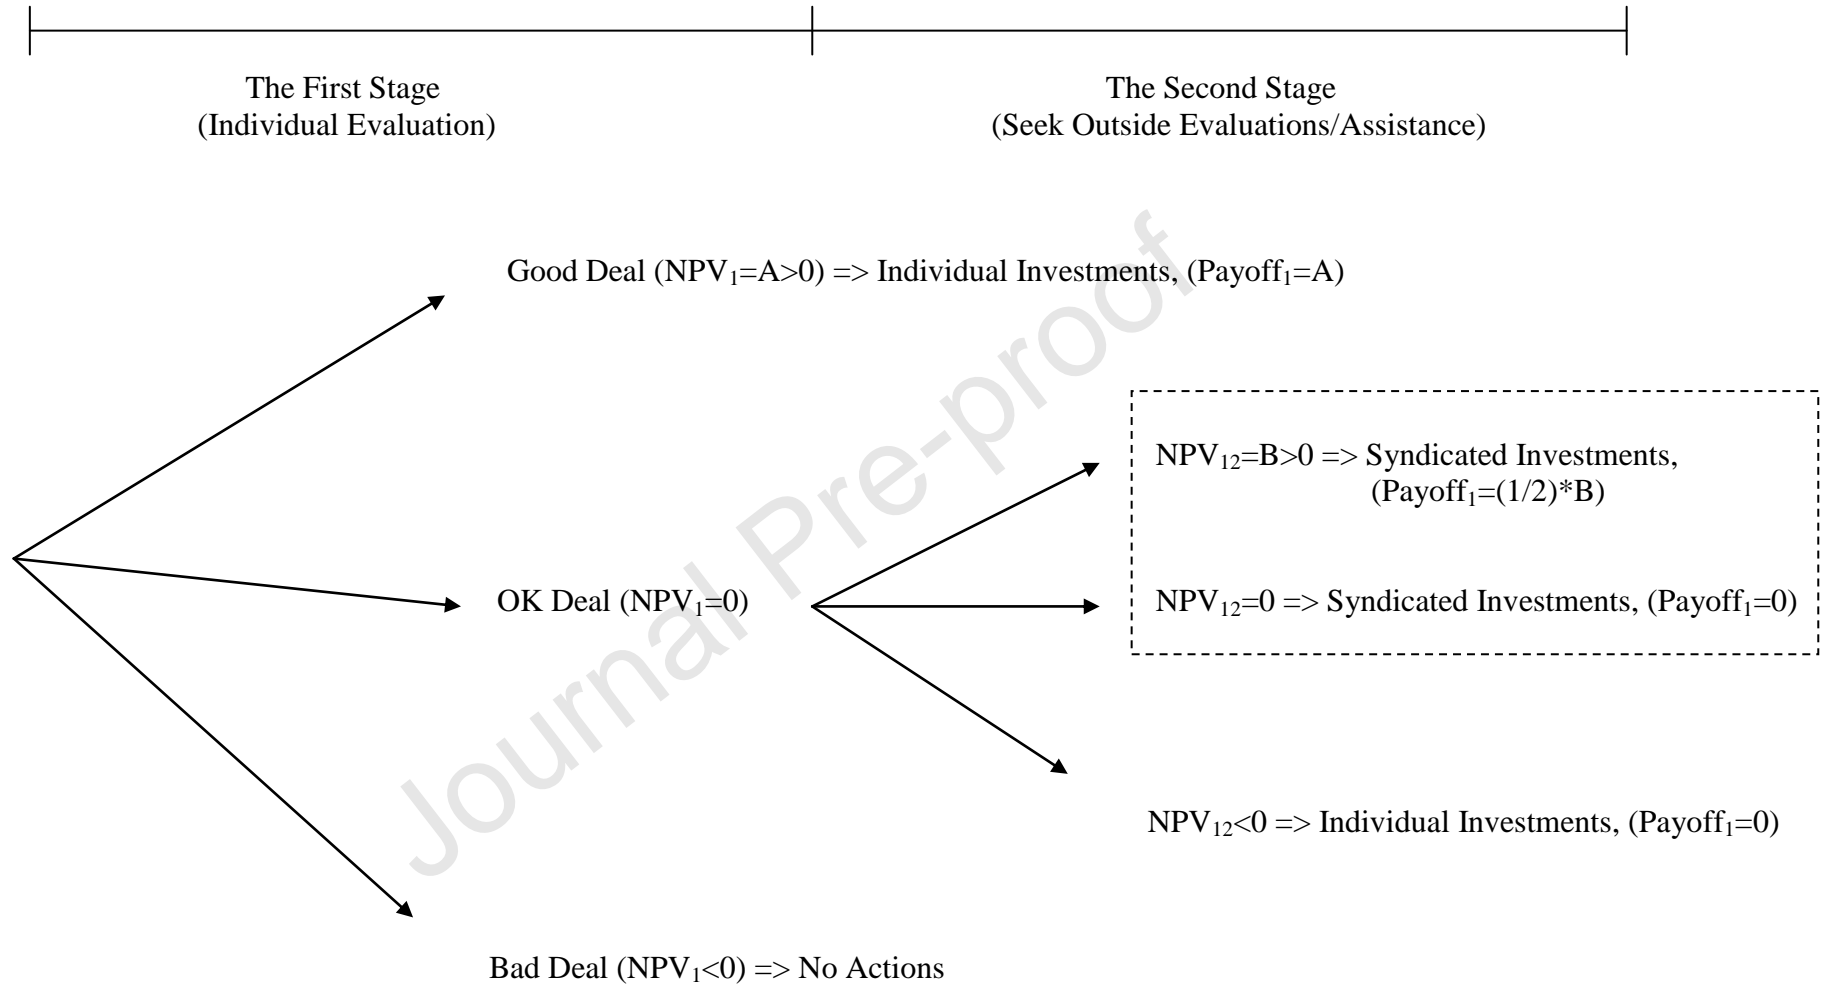 The First Stage
(Individual Evaluation)
The Second Stage
(Seek Outside Evaluations/Assistance)
Good Deal (NPV₁=A>0) => Individual Investments, (Payoff₁=A)
NPV₁₂=B>0 => Syndicated Investments,
(Payoff₁=(1/2)*B)
OK Deal (NPV₁=0)
NPV₁₂=0 => Syndicated Investments, (Payoff₁=0)
NPV₁₂<0 => Individual Investments, (Payoff₁=0)
Bad Deal (NPV₁<0) => No Actions
Journal Pre-proof